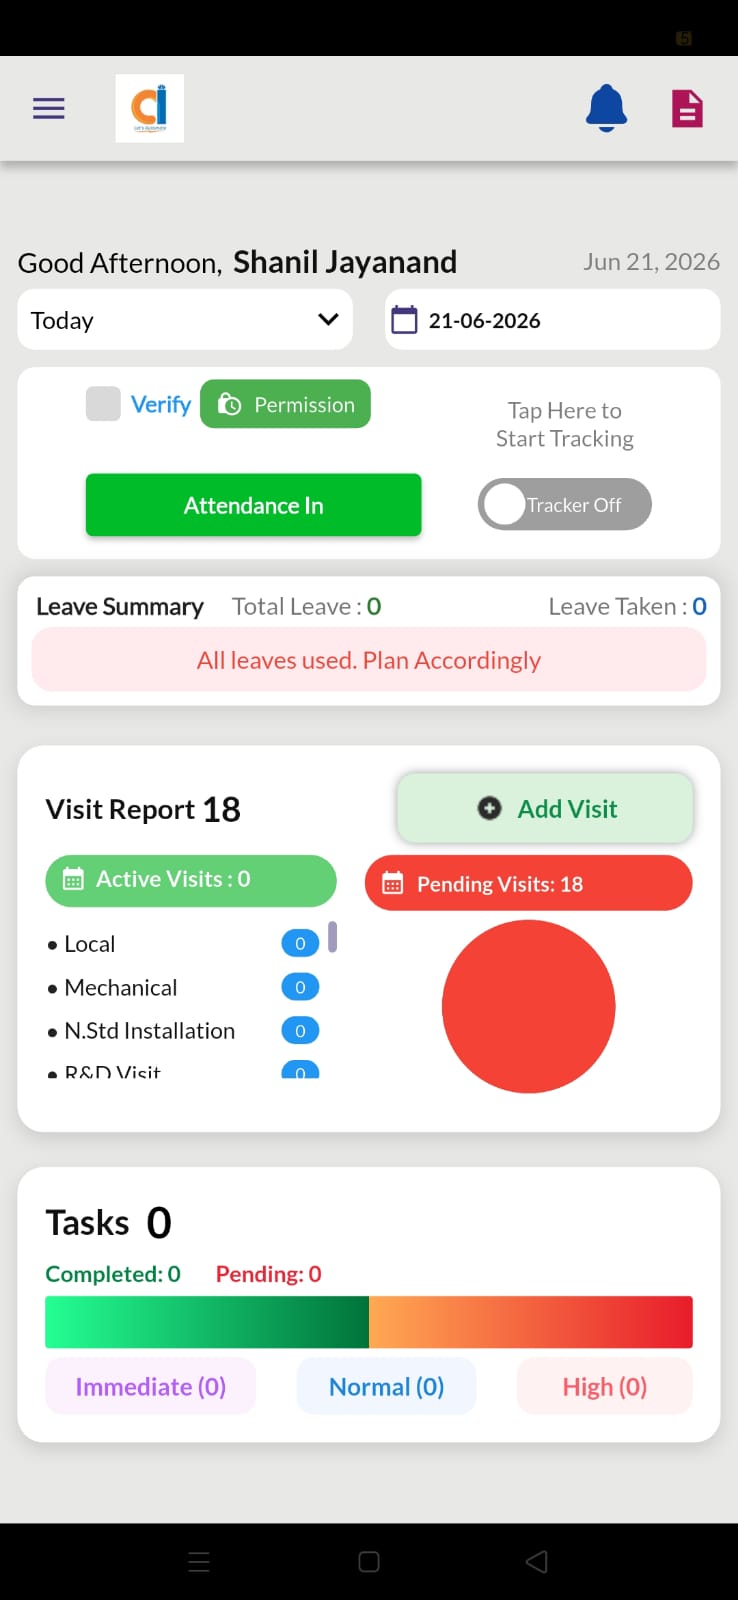 Good Afternoon, Shanil Jayanand
Jun 21, 2026
Today
21-06-2026
Verify
Permission
Tap Here to
Start Tracking
Attendance In
Tracker Off
Leave Summary Total Leave : 0 Leave Taken : 0
All leaves used. Plan Accordingly
Visit Report 18
Add Visit
Active Visits : 0
Pending Visits: 18
• Local 0
• Mechanical 0
• N.Std Installation 0
• R&D Visit 0
Tasks 0
Completed: 0 Pending: 0
Immediate (0) Normal (0) High (0)